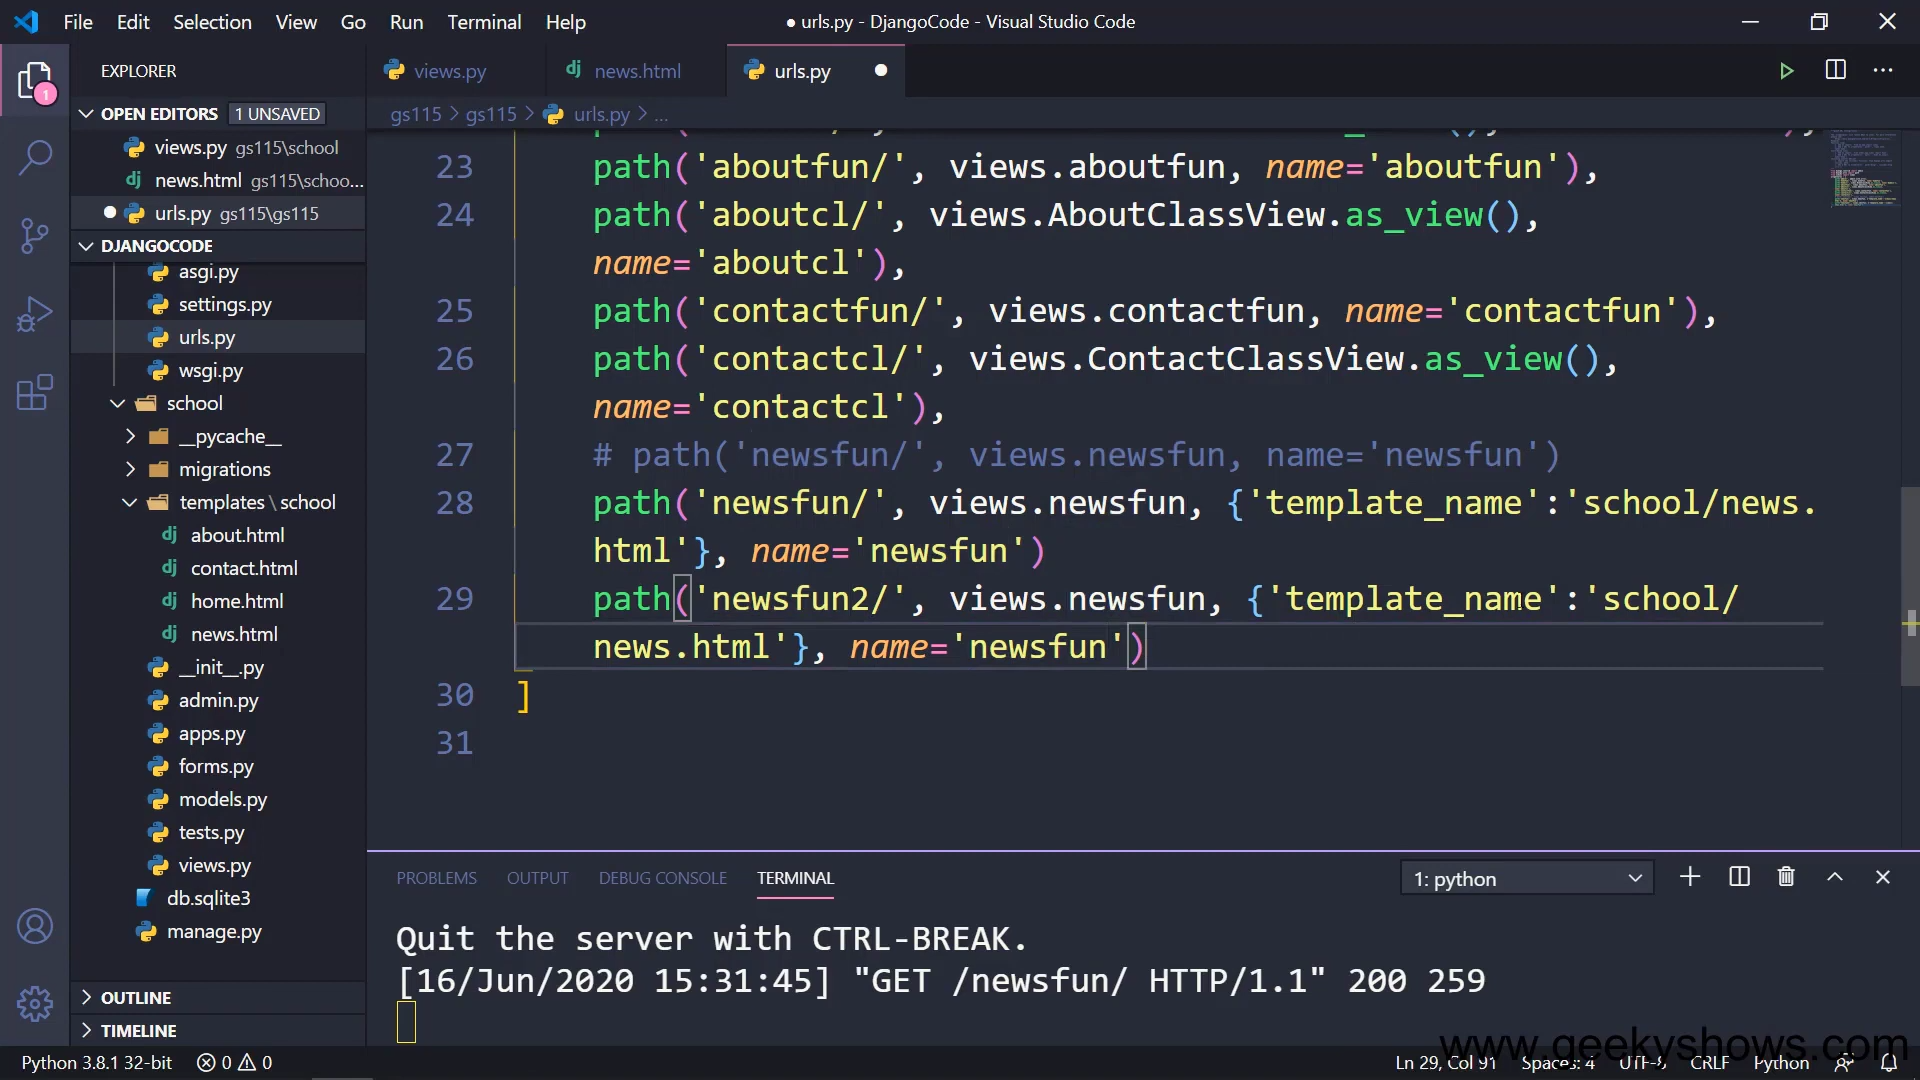 File Edit Selection View Go Run Terminal Help
● urls.py - DjangoCode - Visual Studio Code
EXPLORER
views.py
news.html
urls.py
1
OPEN EDITORS 1 UNSAVED
gs115 > gs115 > urls.py > ...
views.py gs115\school
news.html gs115\schoo...
urls.py gs115\gs115
DJANGOCODE
asgi.py
settings.py
urls.py
wsgi.py
school
__pycache__
migrations
templates \ school
about.html
contact.html
home.html
news.html
__init__.py
admin.py
apps.py
forms.py
models.py
tests.py
views.py
db.sqlite3
manage.py
OUTLINE
TIMELINE
23 path('aboutfun/', views.aboutfun, name='aboutfun'),
24 path('aboutcl/', views.AboutClassView.as_view(),
name='aboutcl'),
25 path('contactfun/', views.contactfun, name='contactfun'),
26 path('contactcl/', views.ContactClassView.as_view(),
name='contactcl'),
27 # path('newsfun/', views.newsfun, name='newsfun')
28 path('newsfun/', views.newsfun, {'template_name':'school/news.
html'}, name='newsfun')
29 path('newsfun2/', views.newsfun, {'template_name':'school/
news.html'}, name='newsfun')
30 ]
31
PROBLEMS OUTPUT DEBUG CONSOLE TERMINAL
1: python
Quit the server with CTRL-BREAK.
[16/Jun/2020 15:31:45] "GET /newsfun/ HTTP/1.1" 200 259
www.geekyshows.com
Python 3.8.1 32-bit 0 0
Ln 29, Col 91 Spaces: 4 UTF-8 CRLF Python